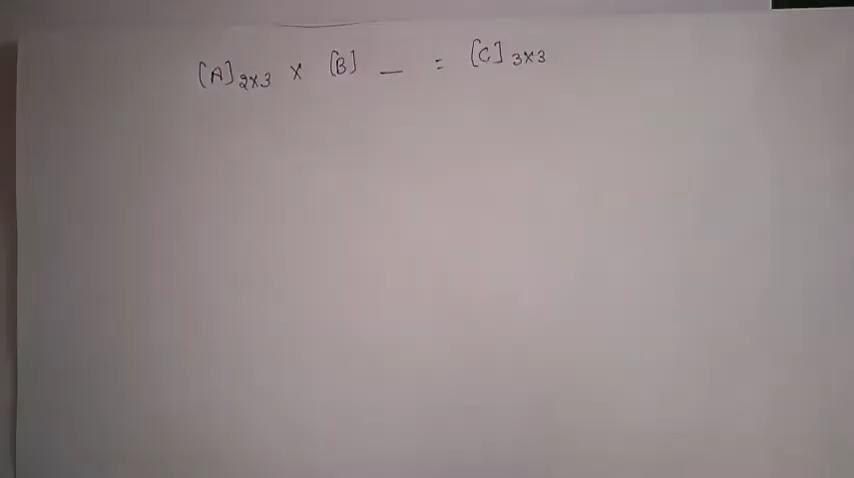 [A]2x3 x [B] _ = [C] 3x3